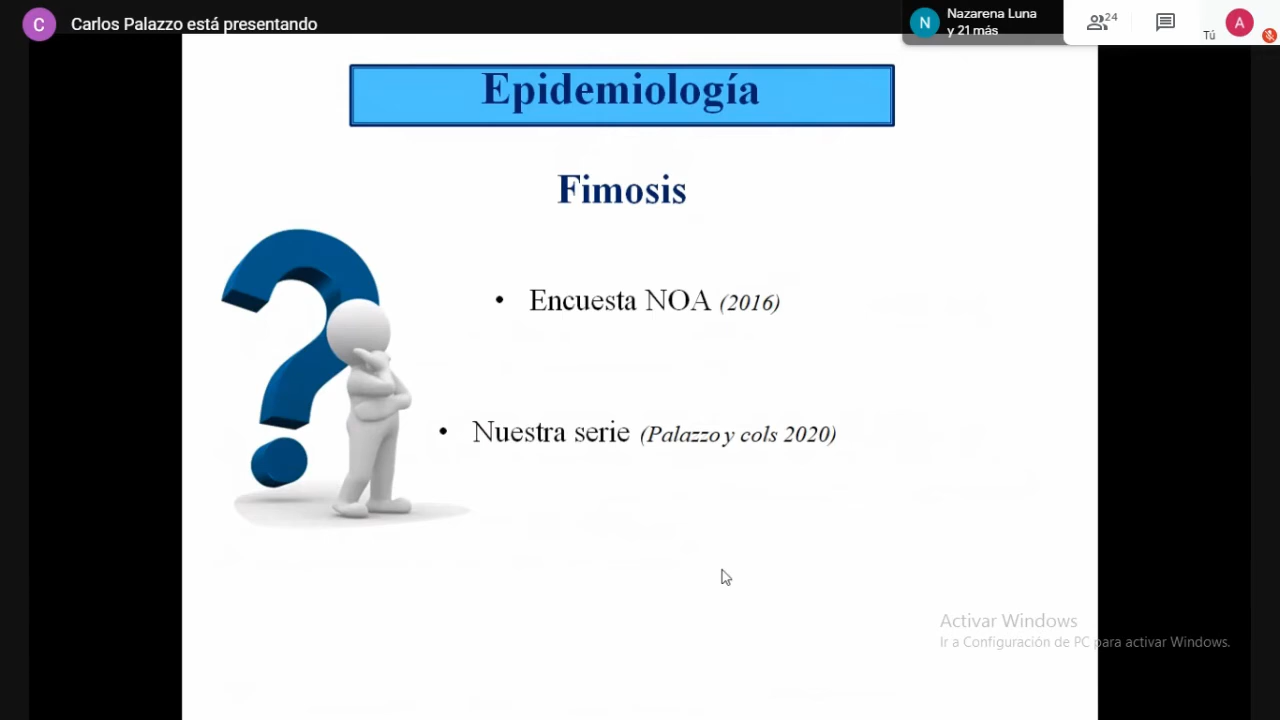 C Carlos Palazzo está presentando
N Nazarena Luna
y 21 más
24
Tú
A
Epidemiología
Fimosis
• Encuesta NOA (2016)
• Nuestra serie (Palazzo y cols 2020)
Activar Windows
Ir a Configuración de PC para activar Windows.